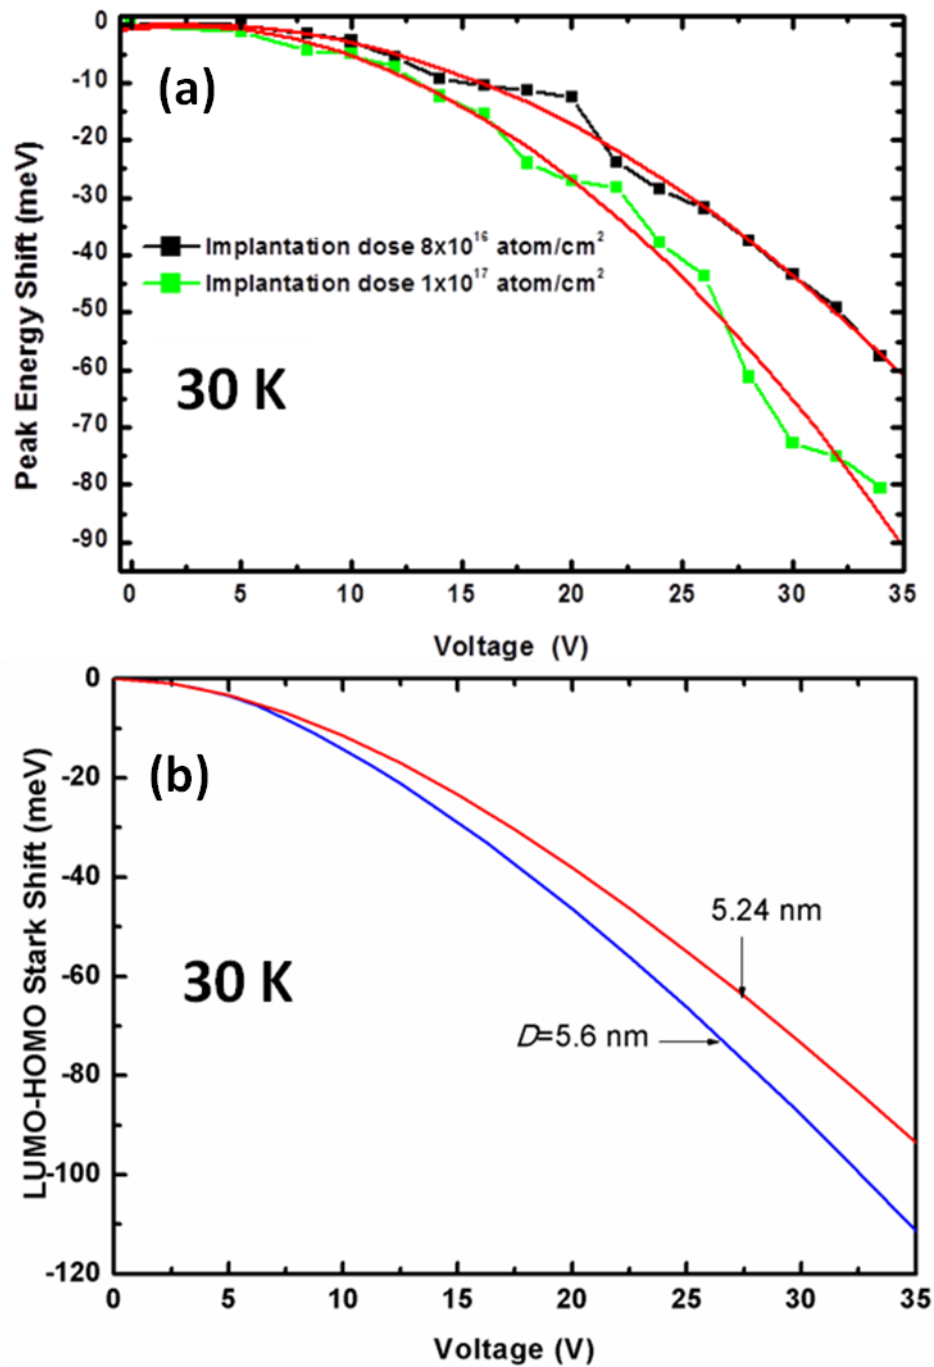 (a)
0
-10
-20
-30
-40
-50
-60
-70
-80
-90
Peak Energy Shift (meV)
Implantation dose 8x10¹⁶ atom/cm²
Implantation dose 1x10¹⁷ atom/cm²
30 K
0 5 10 15 20 25 30 35
Voltage (V)
(b)
0
-20
-40
-60
-80
-100
-120
LUMO-HOMO Stark Shift (meV)
5.24 nm
30 K
D=5.6 nm
0 5 10 15 20 25 30 35
Voltage (V)